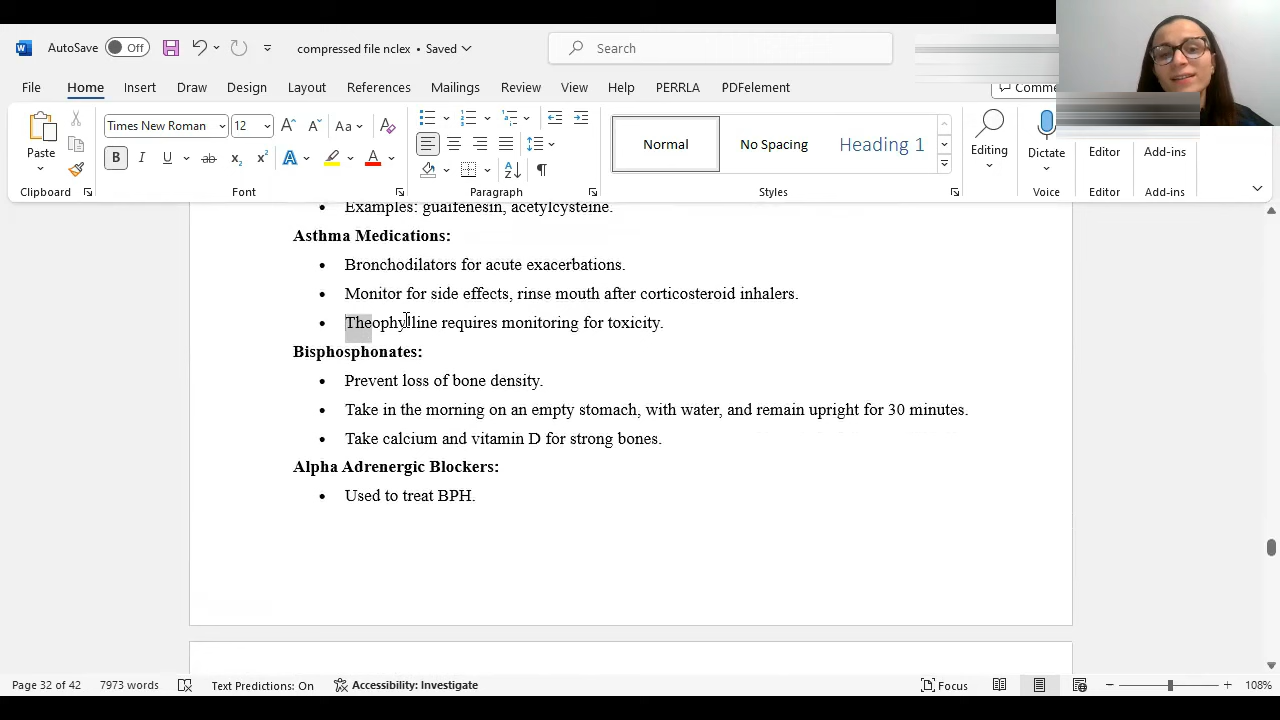 AutoSave Off compressed file nclex • Saved Search
File Home Insert Draw Design Layout References Mailings Review View Help PERRLA PDFelement Comme
Paste Times New Roman 12 Aa A Normal No Spacing Heading 1 Editing Dictate Editor Add-ins
B I U ab x₂ x² A A
Clipboard Font Paragraph Styles Voice Editor Add-ins
• Examples: guaifenesin, acetylcysteine.
Asthma Medications:
• Bronchodilators for acute exacerbations.
• Monitor for side effects, rinse mouth after corticosteroid inhalers.
• Theophylline requires monitoring for toxicity.
Bisphosphonates:
• Prevent loss of bone density.
• Take in the morning on an empty stomach, with water, and remain upright for 30 minutes.
• Take calcium and vitamin D for strong bones.
Alpha Adrenergic Blockers:
• Used to treat BPH.
Page 32 of 42 7973 words Text Predictions: On Accessibility: Investigate Focus 108%